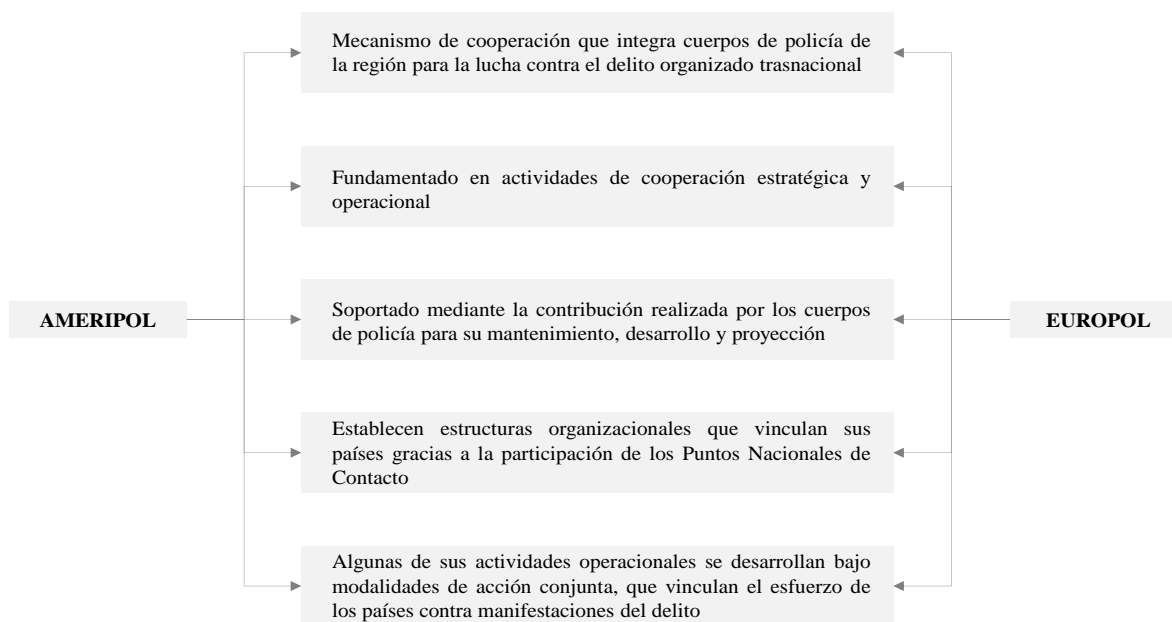 Mecanismo de cooperación que integra cuerpos de policía de
la región para la lucha contra el delito organizado trasnacional
Fundamentado en actividades de cooperación estratégica y
operacional
AMERIPOL
Soportado mediante la contribución realizada por los cuerpos
de policía para su mantenimiento, desarrollo y proyección
EUROPOL
Establecen estructuras organizacionales que vinculan sus
países gracias a la participación de los Puntos Nacionales de
Contacto
Algunas de sus actividades operacionales se desarrollan bajo
modalidades de acción conjunta, que vinculan el esfuerzo de
los países contra manifestaciones del delito